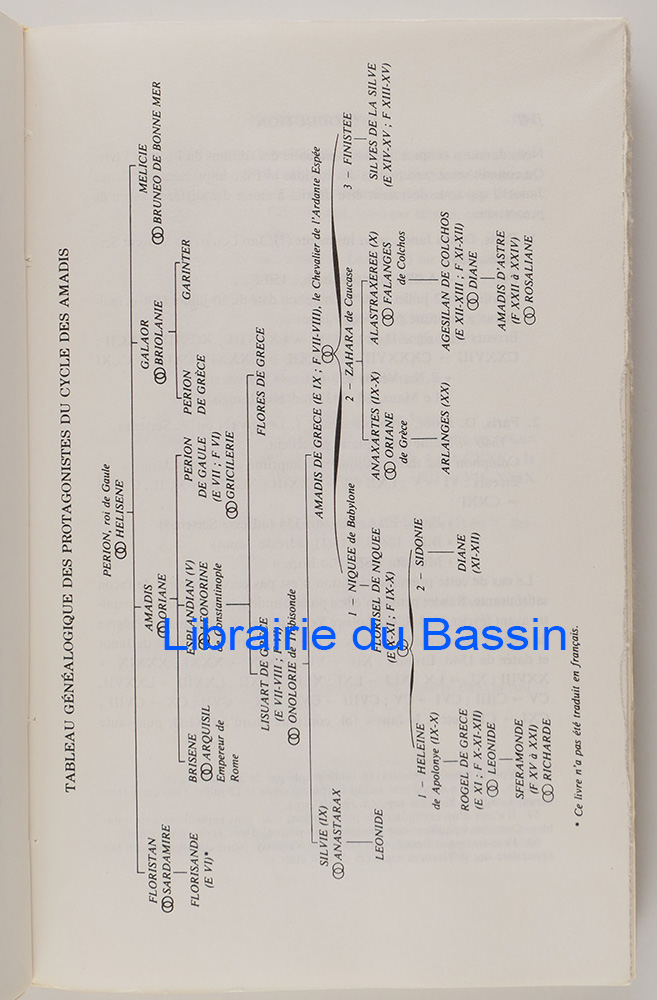 TABLEAU GÉNÉALOGIQUE DES PROTAGONISTES DU CYCLE DES AMADIS
PERION, roi de Gaule
HELISENE
FLORISTAN
SARDAMIRE
AMADIS
ORIANE
GALAOR
BRIOLANIE
MELICIE
BRUNEO DE BONNE MER
FLORISANDE
(E VI)*
BRISENE
ARQUISIL
Empereur de
Rome
ESPLANDIAN (V)
LEONORINE
de Constantinople
PERION
DE GAULE
(E VII ; F VI)
GRICILERIE
PERION
DE GRÈCE
GARINTER
LISUART DE GRECE
(E VII-VIII ; F VI)
ONOLORIE de Trebisonde
FLORES DE GRECE
SILVIE (IX)
ANASTARAX
AMADIS DE GRECE (E IX ; F VII-VIII), le Chevalier de l'Ardante Espée
LEONIDE
1 – NIQUEE de Babylone
2 – ZAHARA de Caucase
3 – FINISTEE
FLORISEL DE NIQUEE
(E X-XI ; F IX-X)
ANAXARTES (IX-X)
ORIANE
de Grèce
ALASTRAXEREE (X)
FALANGES
de Colchos
SILVES DE LA SILVE
(E XIV-XV ; F XIII-XV)
1 – HELEINE
de Apolonye (IX-X)
2 – SIDONIE
ARLANGES (XX)
AGESILAN DE COLCHOS
(E XII-XIII ; F XI-XII)
DIANE
ROGEL DE GRECE
(E XI ; F X-XI-XII)
LEONIDE
DIANE
(XI-XII)
AMADIS D'ASTRE
(F XXII à XXIV)
ROSALIANE
SFERAMONDE
(F XV à XXI)
RICHARDE
* Ce livre n'a pas été traduit en français.
Librairie du Bassin